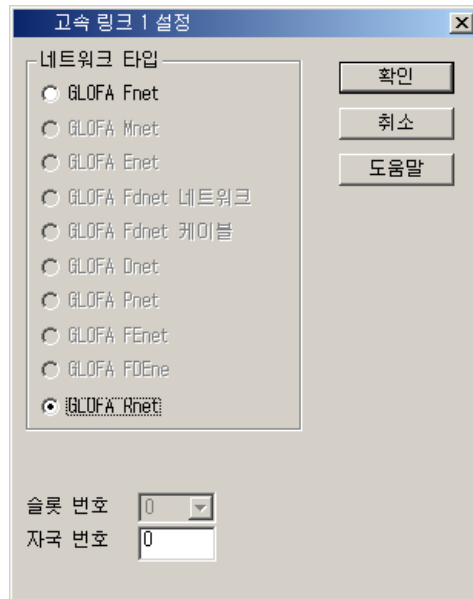 고속 링크 1 설정
네트워크 타입
GLOFA Fnet
GLOFA Mnet
GLOFA Enet
GLOFA Fdnet 네트워크
GLOFA Fdnet 케이블
GLOFA Dnet
GLOFA Pnet
GLOFA FEnet
GLOFA FDEne
GLOFA Rnet
확인
취소
도움말
슬롯 번호 0
자국 번호 0